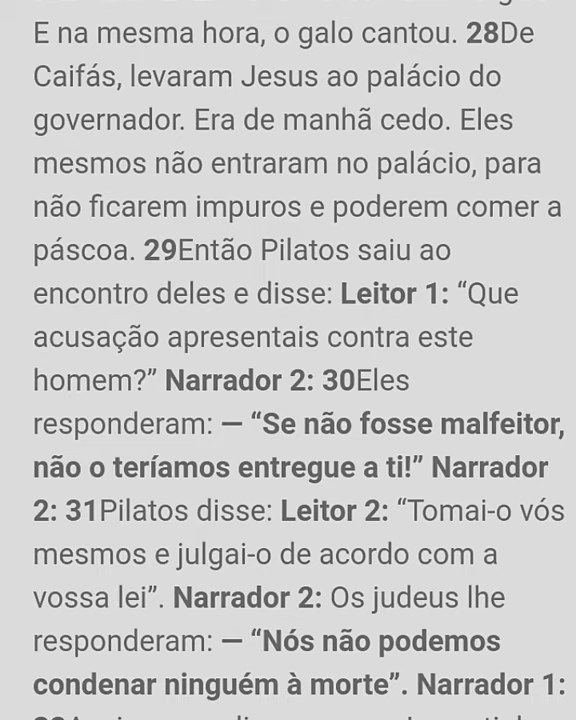 E na mesma hora, o galo cantou. 28De
Caifás, levaram Jesus ao palácio do
governador. Era de manhã cedo. Eles
mesmos não entraram no palácio, para
não ficarem impuros e poderem comer a
páscoa. 29Então Pilatos saiu ao
encontro deles e disse: Leitor 1: “Que
acusação apresentais contra este
homem?” Narrador 2: 30Eles
responderam: — “Se não fosse malfeitor,
não o teríamos entregue a ti!” Narrador
2: 31Pilatos disse: Leitor 2: “Tomai-o vós
mesmos e julgai-o de acordo com a
vossa lei”. Narrador 2: Os judeus lhe
responderam: — “Nós não podemos
condenar ninguém à morte”. Narrador 1: